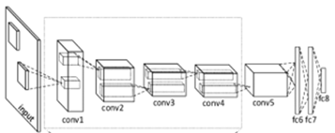 input
conv1
conv2
conv3
conv4
conv5
fc6
fc7
fc8